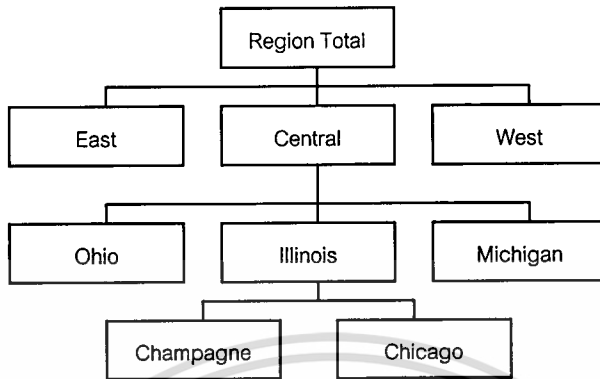 Region Total
East
Central
West
Ohio
Illinois
Michigan
Champagne
Chicago